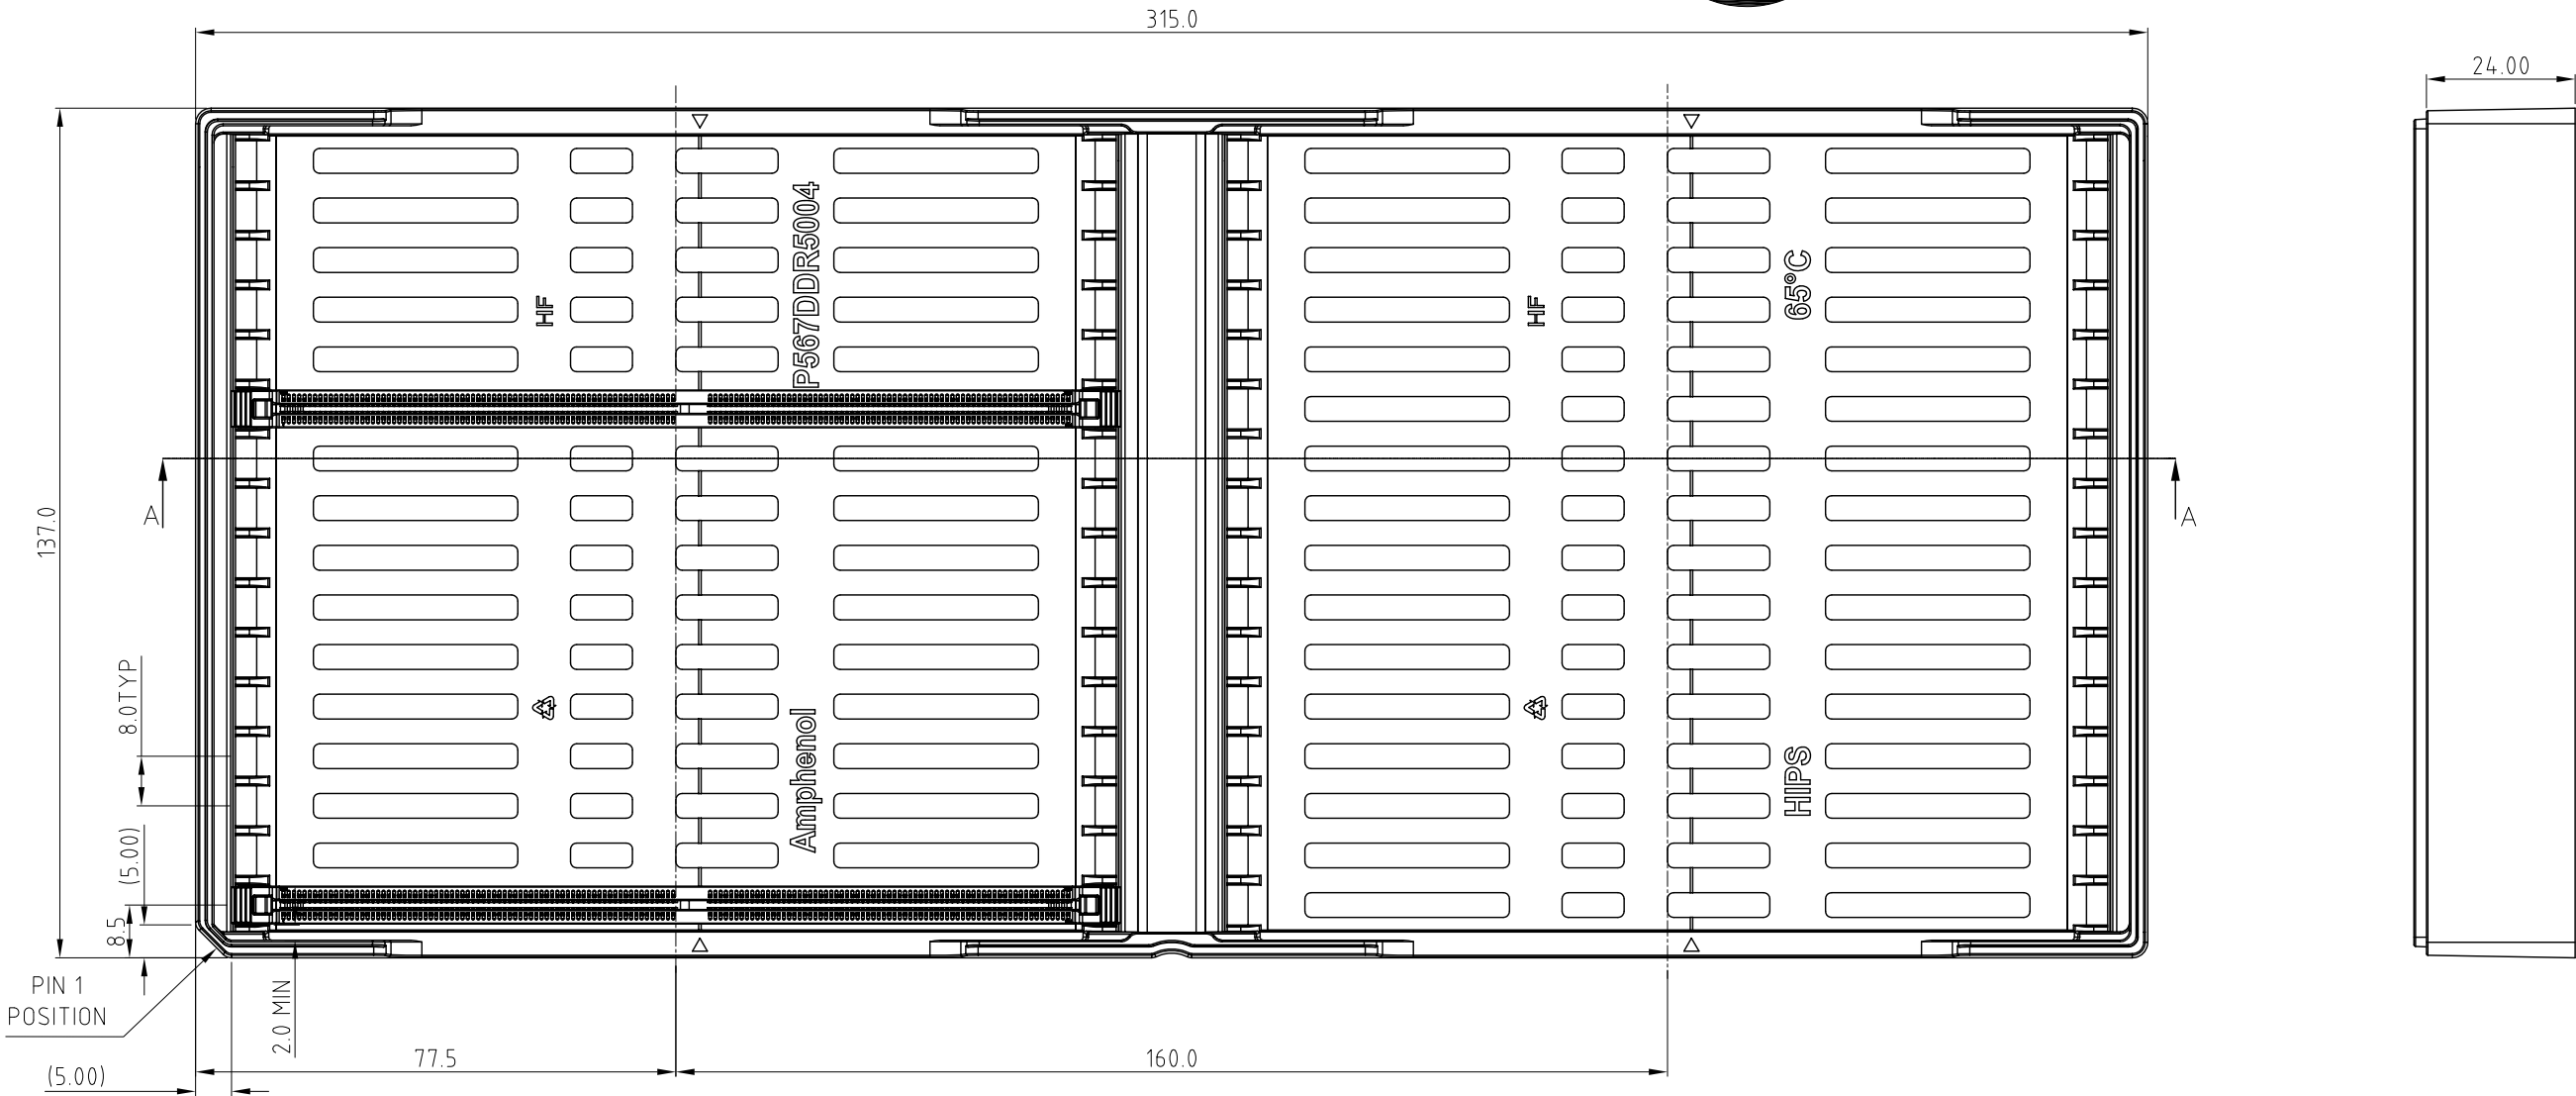 315.0
24.00
P567DDR5004
HF
HF
65°C
137.0
A
A
8.0TYP
(5.00)
8.5
Amphenol
HIPS
PIN 1
POSITION
2.0 MIN
77.5
160.0
(5.00)